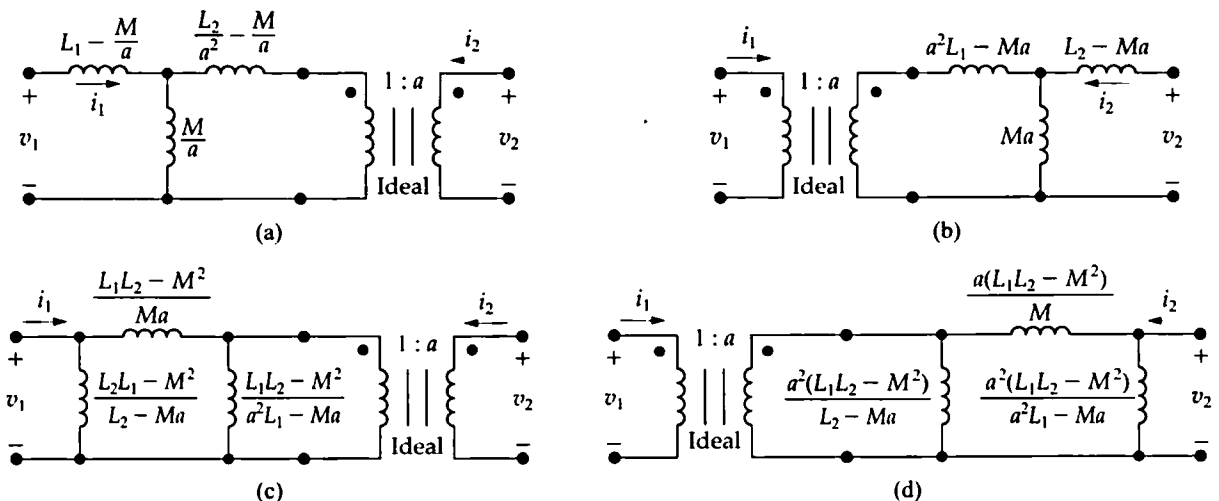 L₁ − M/a
L₂/a² − M/a
i₁
M/a
+
v₁
−
1 : a
Ideal
i₂
+
v₂
−
(a)
i₁
+
v₁
−
1 : a
Ideal
a²L₁ − Ma
L₂ − Ma
i₂
Ma
+
v₂
−
(b)
i₁
(L₁L₂ − M²)/(Ma)
+
v₁
−
(L₂L₁ − M²)/(L₂ − Ma)
(L₁L₂ − M²)/(a²L₁ − Ma)
1 : a
Ideal
i₂
+
v₂
−
(c)
i₁
+
v₁
−
1 : a
Ideal
a(L₁L₂ − M²)/M
i₂
a²(L₁L₂ − M²)/(L₂ − Ma)
a²(L₁L₂ − M²)/(a²L₁ − Ma)
+
v₂
−
(d)